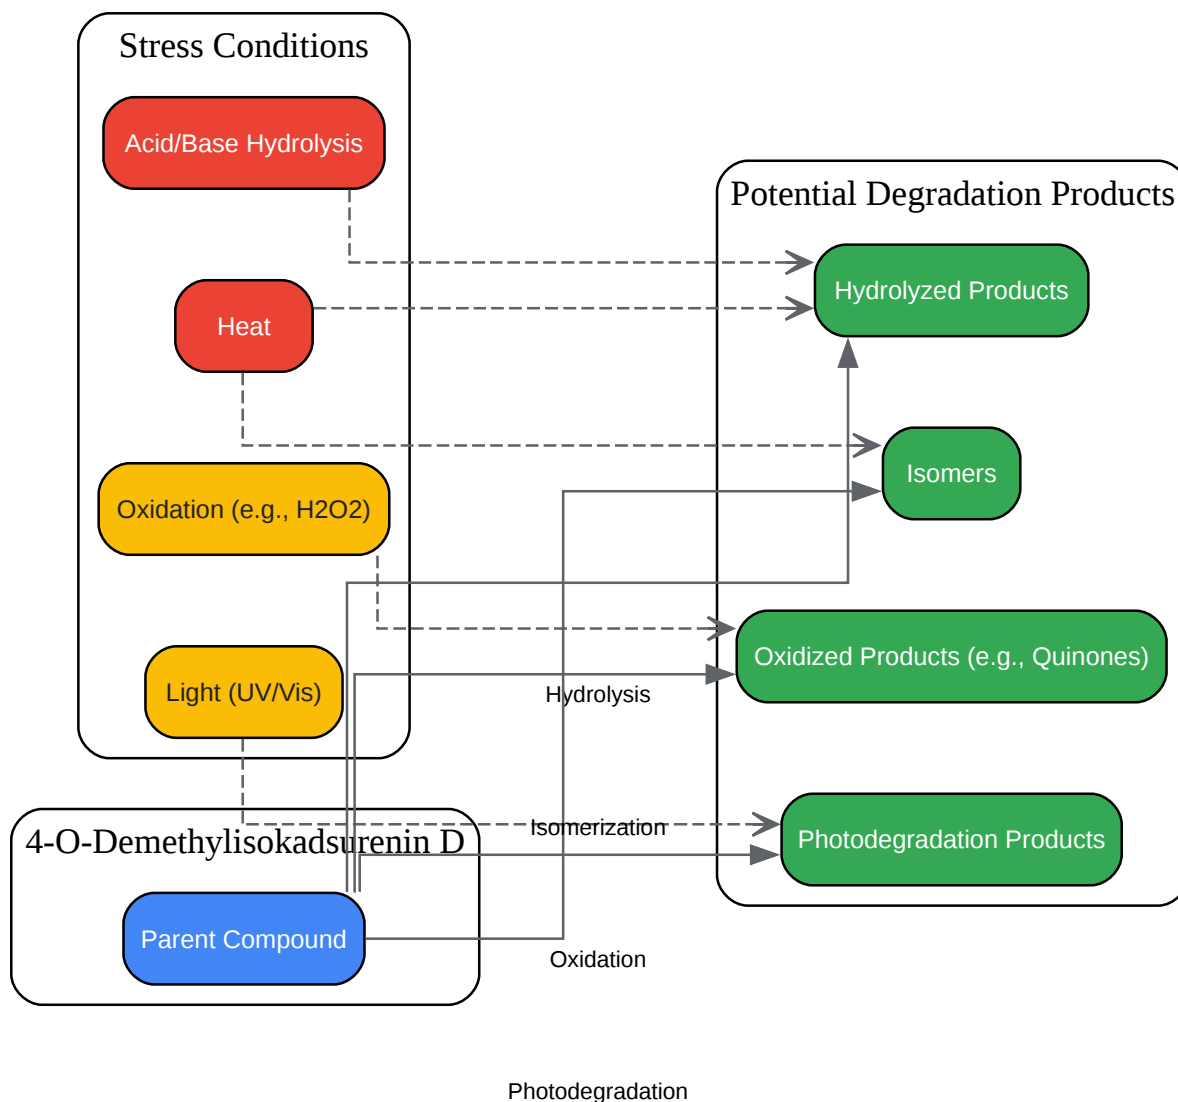 Stress Conditions
Acid/Base Hydrolysis
Heat
Oxidation (e.g., H2O2)
Light (UV/Vis)
4-O-Demethylisokadsurenin D
Parent Compound
Potential Degradation Products
Hydrolyzed Products
Isomers
Oxidized Products (e.g., Quinones)
Photodegradation Products
Hydrolysis
Isomerization
Oxidation
Photodegradation